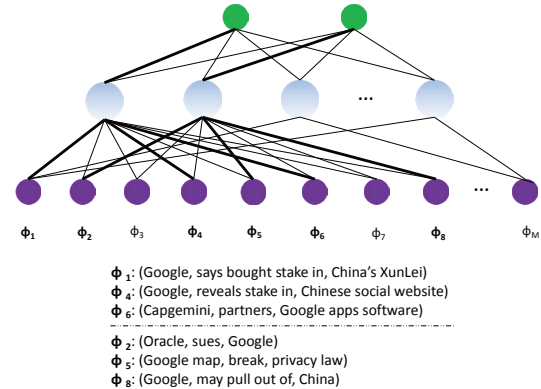 ...
...
ϕ₁ ϕ₂ ϕ₃ ϕ₄ ϕ₅ ϕ₆ ϕ₇ ϕ₈ ϕM
ϕ ₁: (Google, says bought stake in, China's XunLei)
ϕ ₄: (Google, reveals stake in, Chinese social website)
ϕ ₆: (Capgemini, partners, Google apps software)
ϕ ₂: (Oracle, sues, Google)
ϕ ₅: (Google map, break, privacy law)
ϕ ₈: (Google, may pull out of, China)